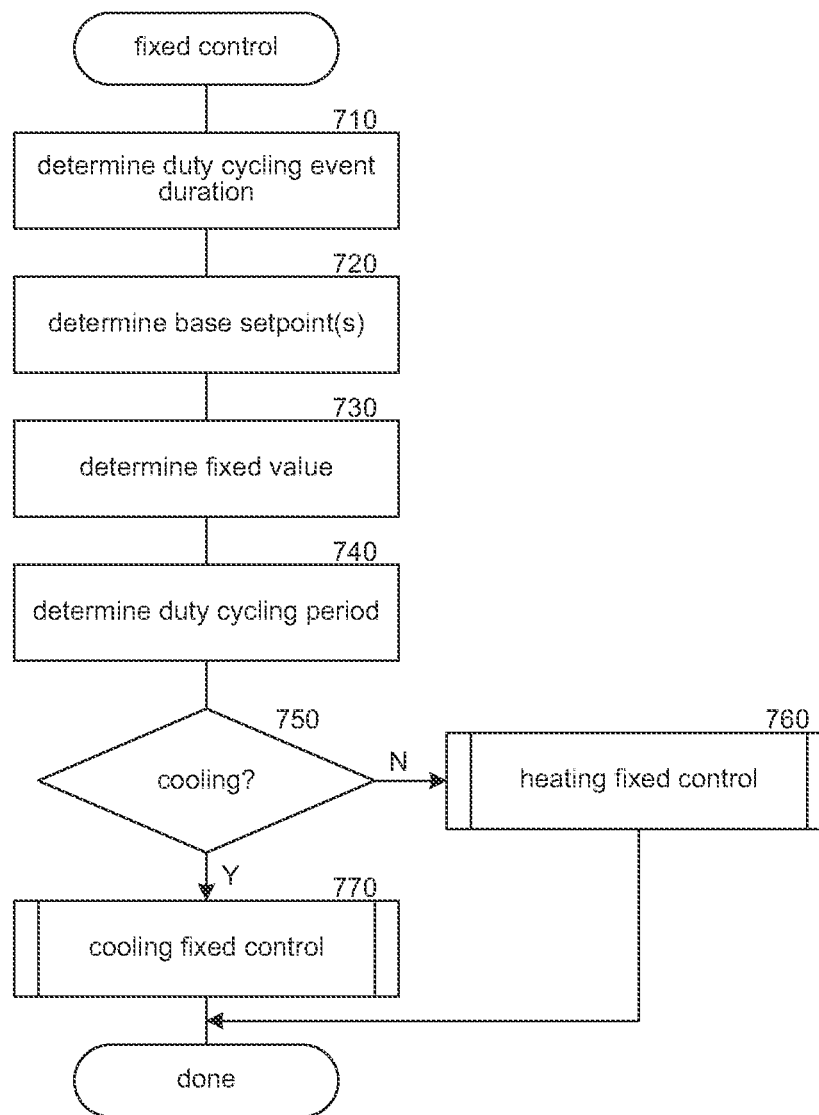 fixed control
710
determine duty cycling event
duration
720
determine base setpoint(s)
730
determine fixed value
740
determine duty cycling period
750
cooling?
N
760
heating fixed control
Y
770
cooling fixed control
done